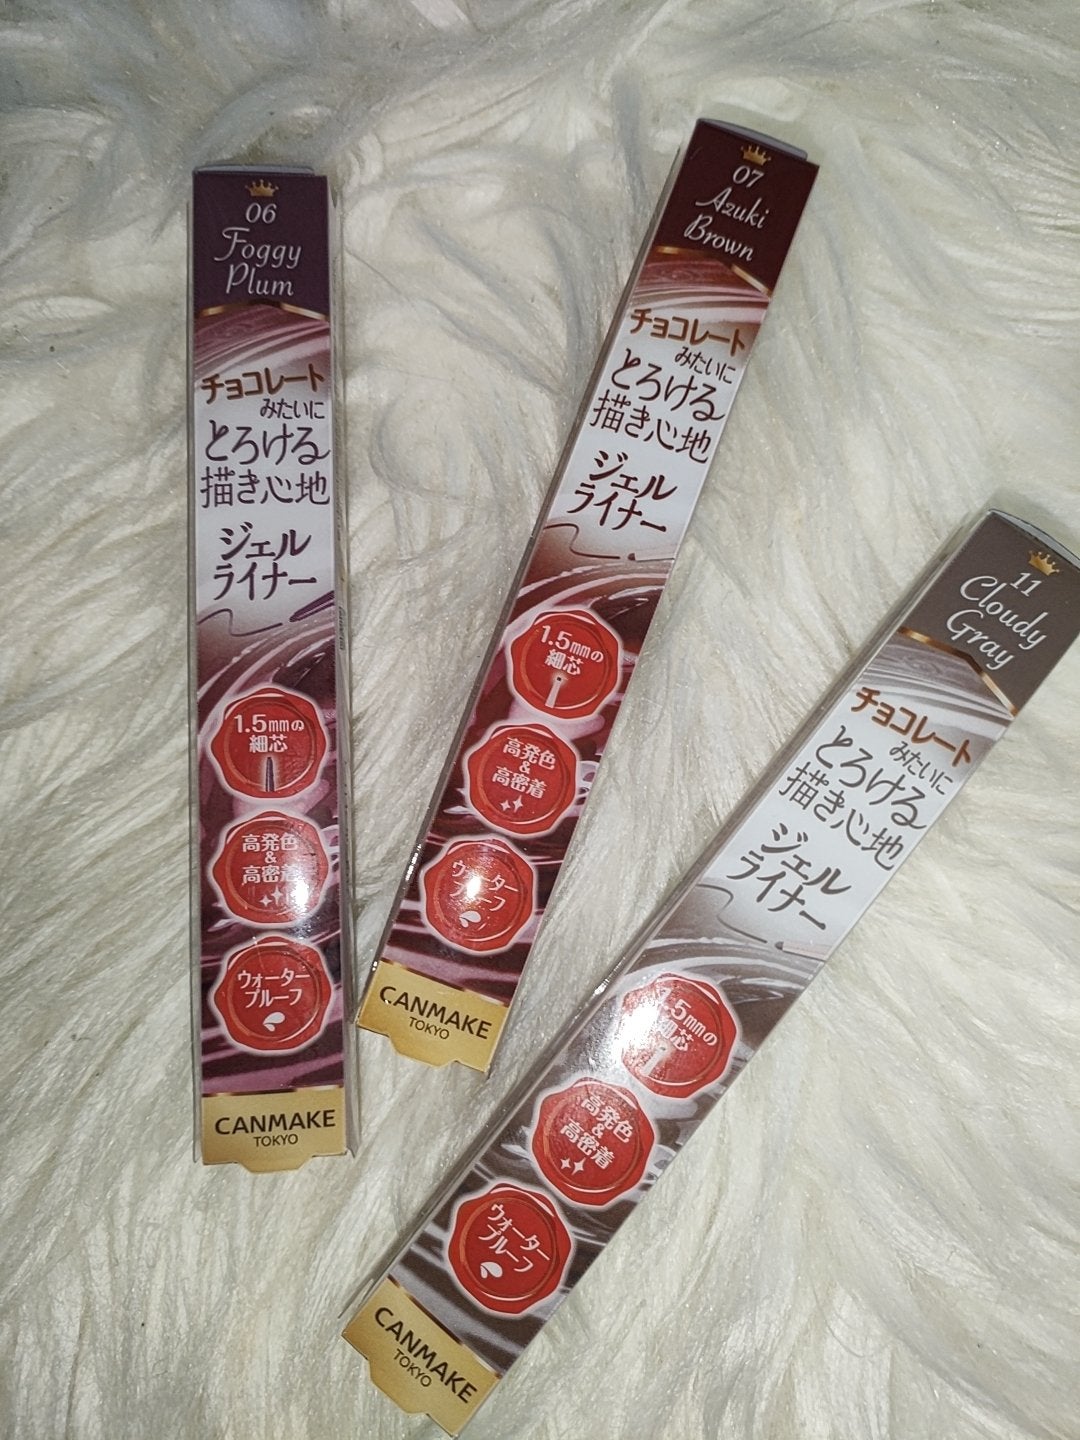 06
Foggy
Plum
チョコレート
みたいに
とろける
描き心地
ジェル
ライナー
1.5mmの
細芯
高発色
&
高密着
ウォーター
プルーフ
CANMAKE
TOKYO
07
Azuki
Brown
チョコレート
みたいに
とろける
描き心地
ジェル
ライナー
1.5mmの
細芯
高発色
&
高密着
ウォーター
プルーフ
CANMAKE
TOKYO
11
Cloudy
Gray
チョコレート
みたいに
とろける
描き心地
ジェル
ライナー
1.5mmの
細芯
高発色
&
高密着
ウォーター
プルーフ
CANMAKE
TOKYO